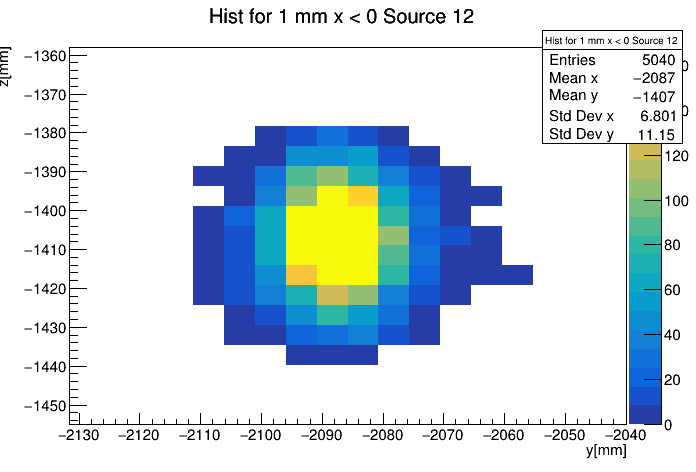 Hist for 1 mm x < 0 Source 12
Hist for 1 mm x < 0 Source 12
Entries 5040
Mean x −2087
Mean y −1407
Std Dev x 6.801
Std Dev y 11.15
z[mm]
−1360
−1370
−1380
−1390
−1400
−1410
−1420
−1430
−1440
−1450
120
100
80
60
40
20
0
−2130 −2120 −2110 −2100 −2090 −2080 −2070 −2060 −2050 −2040
y[mm]